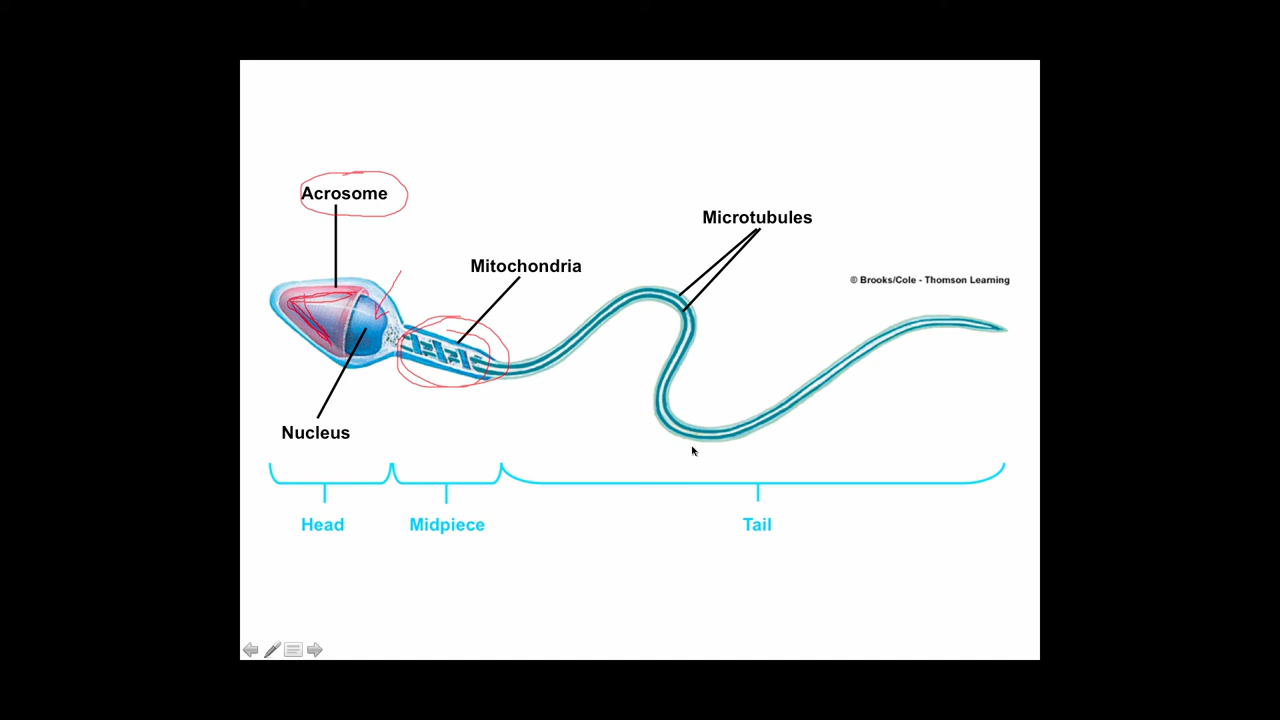 Acrosome
Microtubules
Mitochondria
© Brooks/Cole - Thomson Learning
Nucleus
Head
Midpiece
Tail